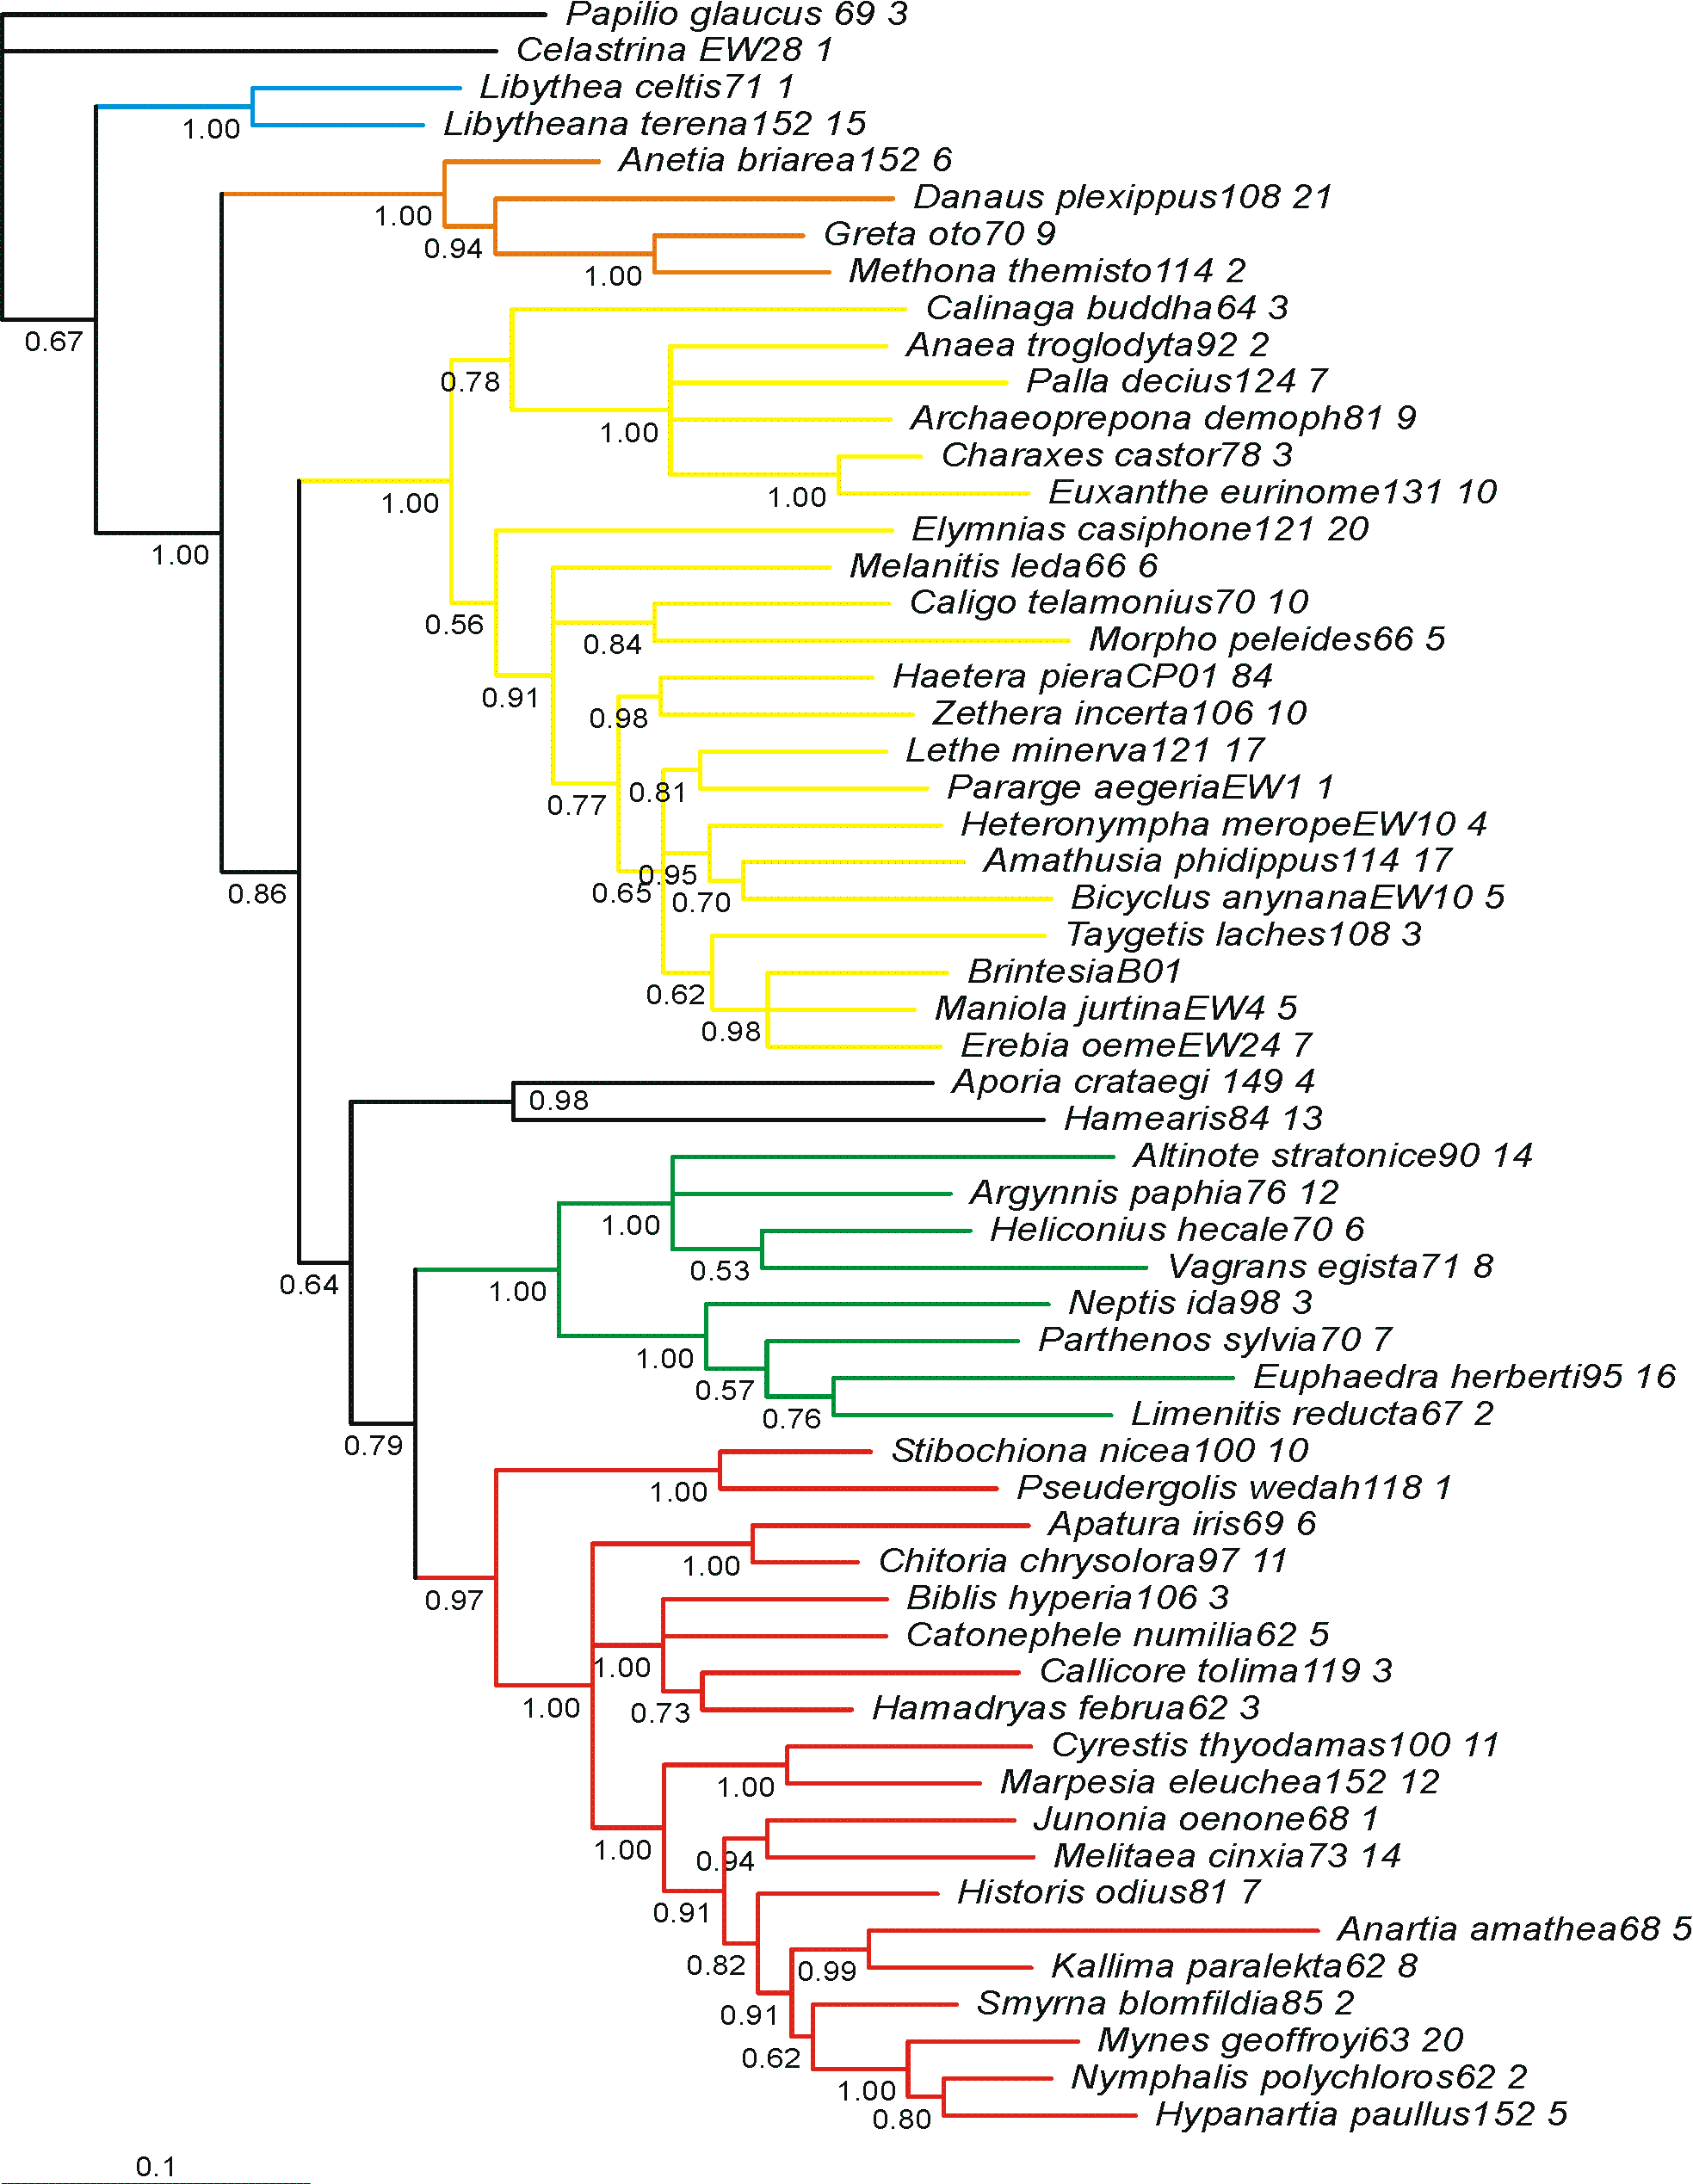 Papilio glaucus 69 3
Celastrina EW28 1
Libythea celtis71 1
1.00
Libytheana terena152 15
Anetia briarea152 6
Danaus plexippus108 21
1.00
Greta oto70 9
0.94
Methona themisto114 2
1.00
Calinaga buddha64 3
0.67
Anaea troglodyta92 2
0.78
Palla decius124 7
Archaeoprepona demoph81 9
1.00
Charaxes castor78 3
Euxanthe eurinome131 10
1.00
1.00
Elymnias casiphone121 20
1.00
Melanitis leda66 6
Caligo telamonius70 10
0.56
Morpho peleides66 5
0.84
Haetera pieraCP01 84
0.91
Zethera incerta106 10
0.98
Lethe minerva121 17
Pararge aegeriaEW1 1
0.81
0.77
Heteronympha meropeEW10 4
Amathusia phidippus114 17
0.95
0.65
0.86
Bicyclus anynanaEW10 5
0.70
Taygetis laches108 3
BrintesiaB01
0.62
Maniola jurtinaEW4 5
0.98
Erebia oemeEW24 7
Aporia crataegi 149 4
0.98
Hamearis84 13
Altinote stratonice90 14
Argynnis paphia76 12
1.00
Heliconius hecale70 6
Vagrans egista71 8
0.53
0.64
1.00
Neptis ida98 3
Parthenos sylvia70 7
1.00
Euphaedra herberti95 16
0.57
Limenitis reducta67 2
0.76
0.79
Stibochiona nicea100 10
Pseudergolis wedah118 1
1.00
Apatura iris69 6
Chitoria chrysolora97 11
1.00
0.97
Biblis hyperia106 3
Catonephele numilia62 5
1.00
Callicore tolima119 3
Hamadryas februa62 3
1.00
0.73
Cyrestis thyodamas100 11
Marpesia eleuchea152 12
1.00
Junonia oenone68 1
1.00
Melitaea cinxia73 14
0.94
Historis odius81 7
0.91
Anartia amathea68 5
Kallima paralekta62 8
0.82
0.99
Smyrna blomfildia85 2
0.91
Mynes geoffroyi63 20
0.62
Nymphalis polychloros62 2
1.00
Hypanartia paullus152 5
0.80
0.1